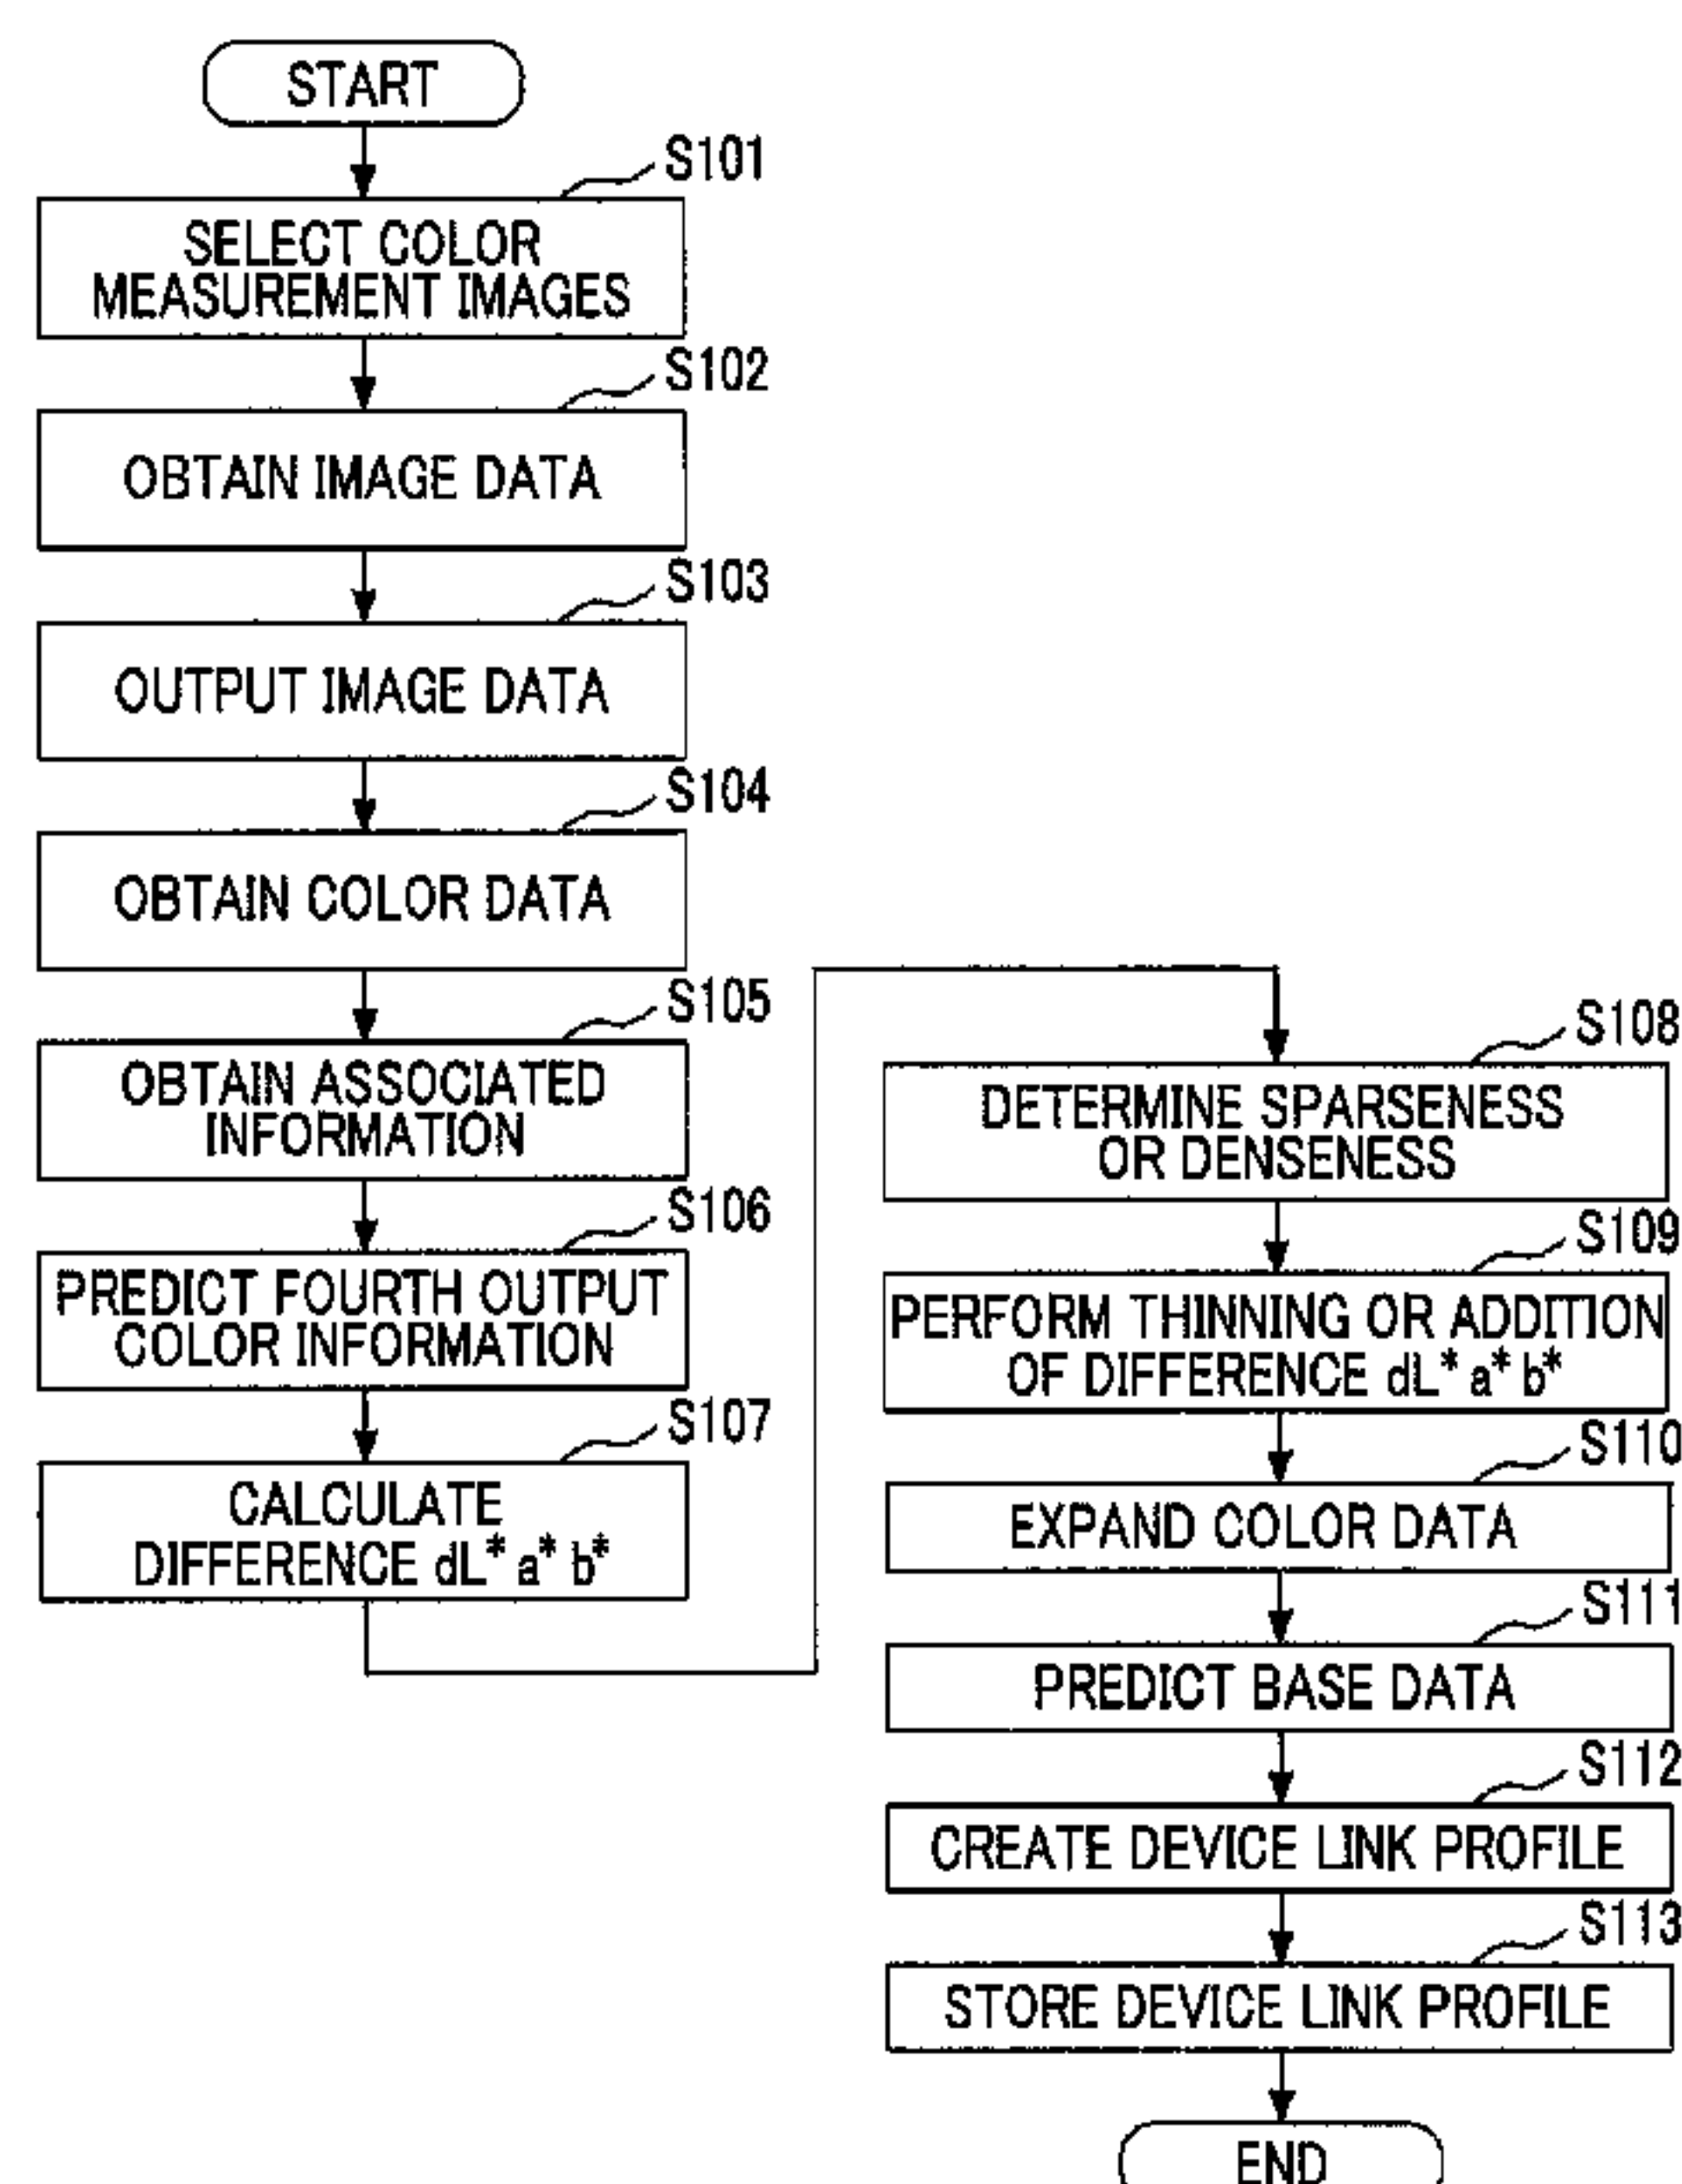 START
S101
SELECT COLOR
MEASUREMENT IMAGES
S102
OBTAIN IMAGE DATA
S103
OUTPUT IMAGE DATA
S104
OBTAIN COLOR DATA
S105
OBTAIN ASSOCIATED
INFORMATION
S106
PREDICT FOURTH OUTPUT
COLOR INFORMATION
S107
CALCULATE
DIFFERENCE dL* a* b*
S108
DETERMINE SPARSENESS
OR DENSENESS
S109
PERFORM THINNING OR ADDITION
OF DIFFERENCE dL* a* b*
S110
EXPAND COLOR DATA
S111
PREDICT BASE DATA
S112
CREATE DEVICE LINK PROFILE
S113
STORE DEVICE LINK PROFILE
END